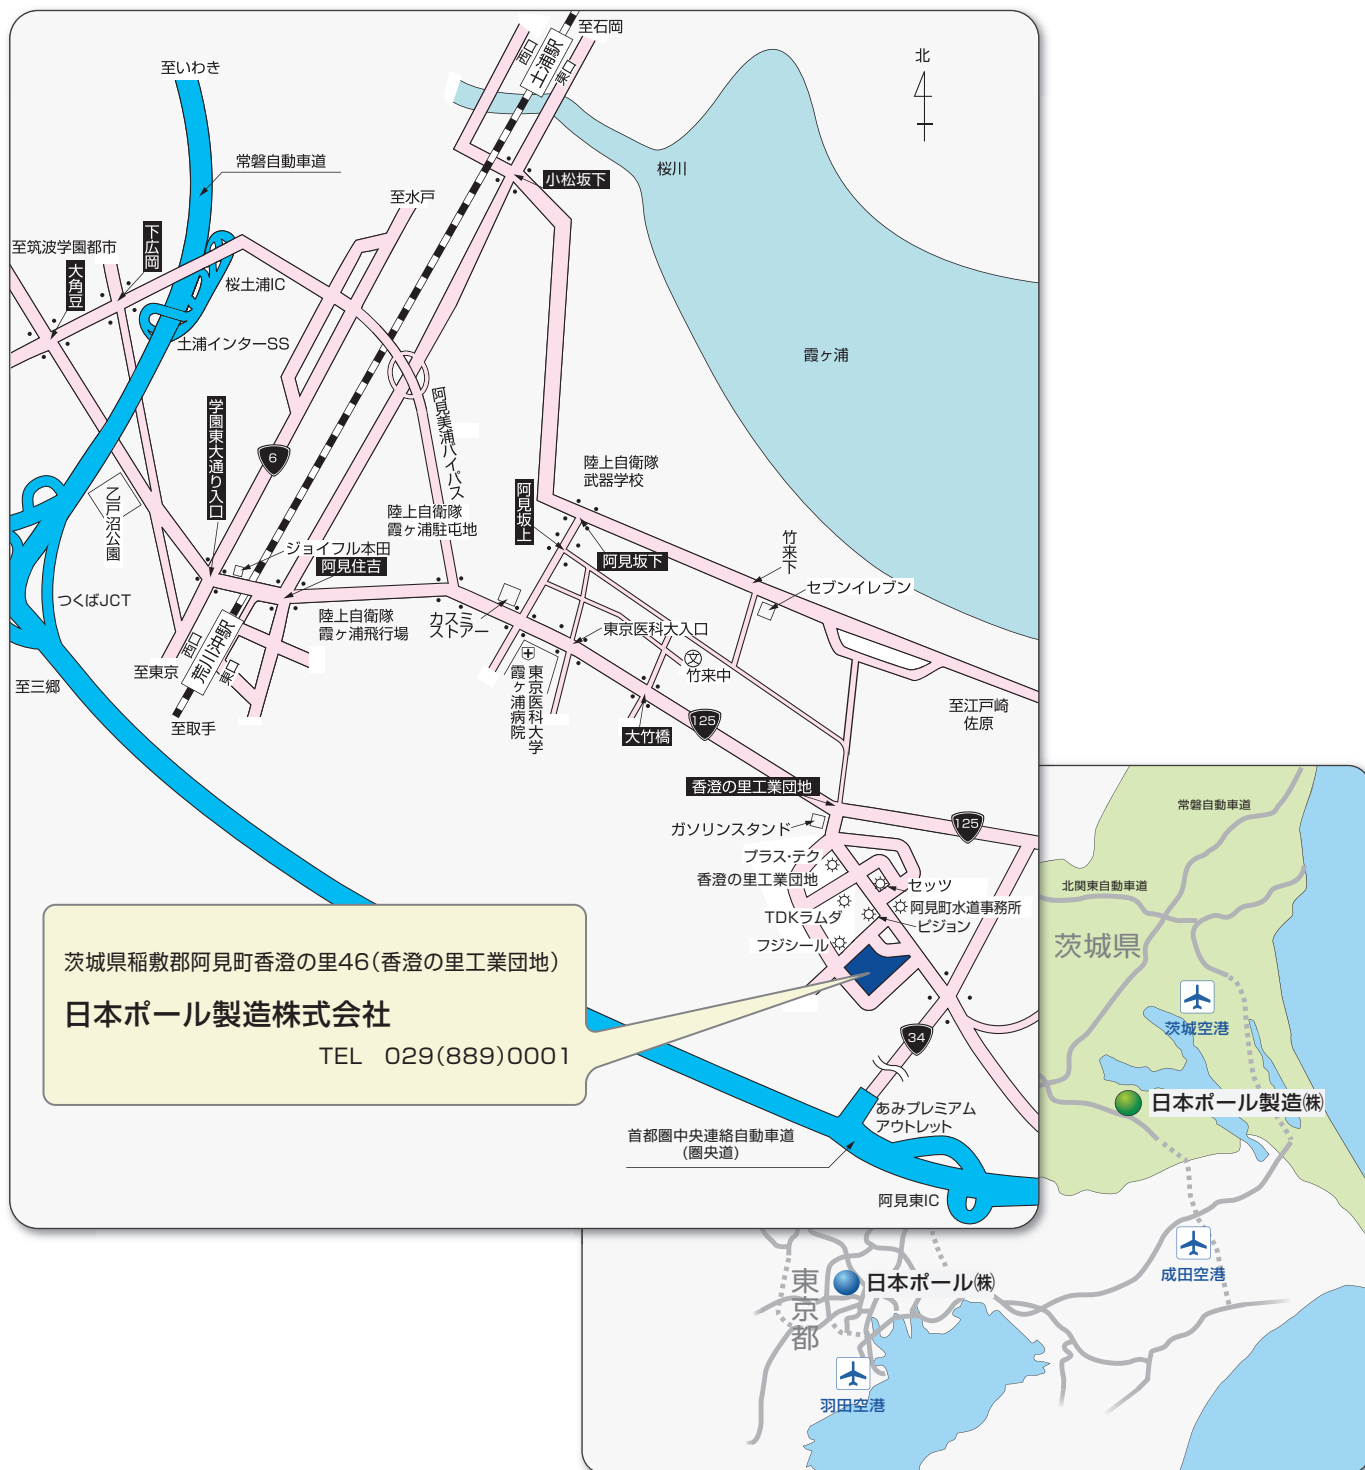 至石岡
北
西口
土浦駅
東口
至いわき
常磐自動車道
桜川
小松坂下
至水戸
至筑波学園都市
下広岡
大角豆
桜土浦IC
土浦インターSS
霞ヶ浦
学園東大通り入口
阿見美浦バイパス
6
陸上自衛隊
武器学校
乙戸沼公園
阿見坂上
陸上自衛隊
霞ヶ浦駐屯地
竹来下
ジョイフル本田
阿見住吉
阿見坂下
セブンイレブン
つくばJCT
陸上自衛隊
霞ヶ浦飛行場
カスミ
ストアー
東京医科大入口
西口
荒川沖駅
東口
至東京
文
竹来中
至三郷
東京医科大学
霞ヶ浦病院
至取手
至江戸崎
佐原
125
大竹橋
香澄の里工業団地
ガソリンスタンド
125
プラス・テク
香澄の里工業団地
セッツ
TDKラムダ
阿見町水道事務所
ピジョン
フジシール
茨城県稲敷郡阿見町香澄の里46(香澄の里工業団地)
日本ポール製造株式会社
TEL 029(889)0001
34
あみプレミアム
アウトレット
首都圏中央連絡自動車道
(圏央道)
阿見東IC
常磐自動車道
北関東自動車道
茨城県
茨城空港
日本ポール製造㈱
成田空港
東京都
日本ポール㈱
羽田空港